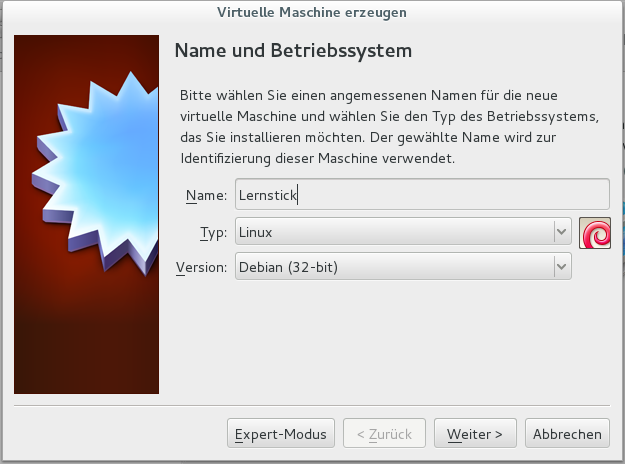 Virtuelle Maschine erzeugen
Name und Betriebssystem
Bitte wählen Sie einen angemessenen Namen für die neue
virtuelle Maschine und wählen Sie den Typ des Betriebssystems,
das Sie installieren möchten. Der gewählte Name wird zur
Identifizierung dieser Maschine verwendet.
Name: Lernstick
Typ: Linux
Version: Debian (32-bit)
Expert-Modus < Zurück Weiter > Abbrechen